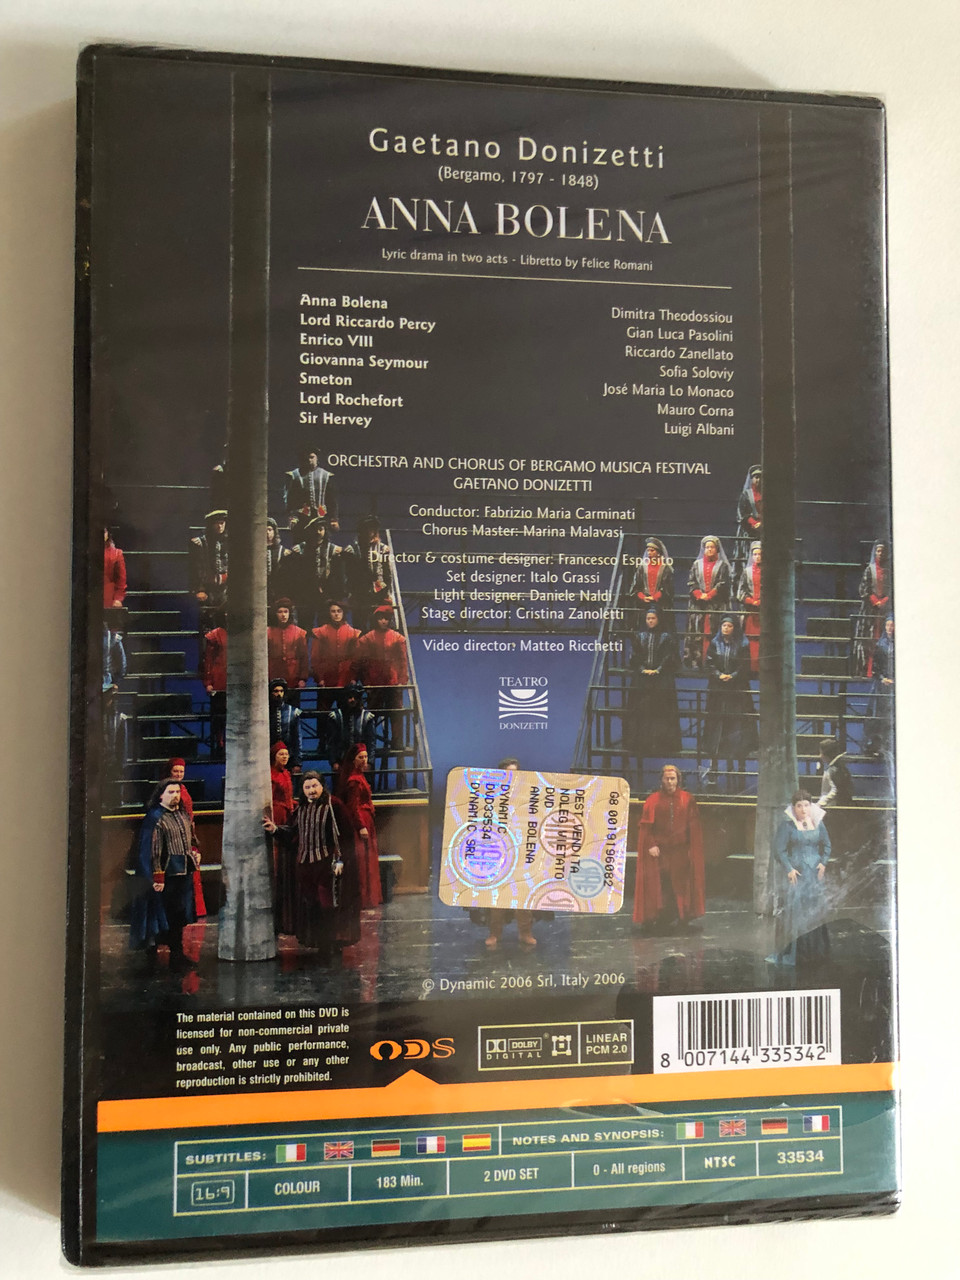 Gaetano Donizetti
(Bergamo, 1797 - 1848)
ANNA BOLENA
Lyric drama in two acts - Libretto by Felice Romani
Anna Bolena Dimitra Theodossiou
Lord Riccardo Percy Gian Luca Pasolini
Enrico VIII Riccardo Zanellato
Giovanna Seymour Sofia Soloviy
Smeton José Maria Lo Monaco
Lord Rochefort Mauro Corna
Sir Hervey Luigi Albani
ORCHESTRA AND CHORUS OF BERGAMO MUSICA FESTIVAL
GAETANO DONIZETTI
Conductor: Fabrizio Maria Carminati
Chorus Master: Marina Malavasi
Director & costume designer: Francesco Esposito
Set designer: Italo Grassi
Light designer: Daniele Naldi
Stage director: Cristina Zanoletti
Video director: Matteo Ricchetti
TEATRO
DONIZETTI
G8 0019196082
DEST.VENDITA
NOLEG.VIETATO
DVD
ANNA BOLENA
DYNAMIC
DVD33534
DYNAMIC SRL
© Dynamic 2006 Srl, Italy 2006
The material contained on this DVD is
licensed for non-commercial private
use only. Any public performance,
broadcast, other use or any other
reproduction is strictly prohibited.
ODS
DOLBY
DIGITAL
LINEAR
PCM 2.0
8 007144 335342
SUBTITLES:
NOTES AND SYNOPSIS:
16:9
COLOUR
183 Min.
2 DVD SET
0 - All regions
NTSC
33534